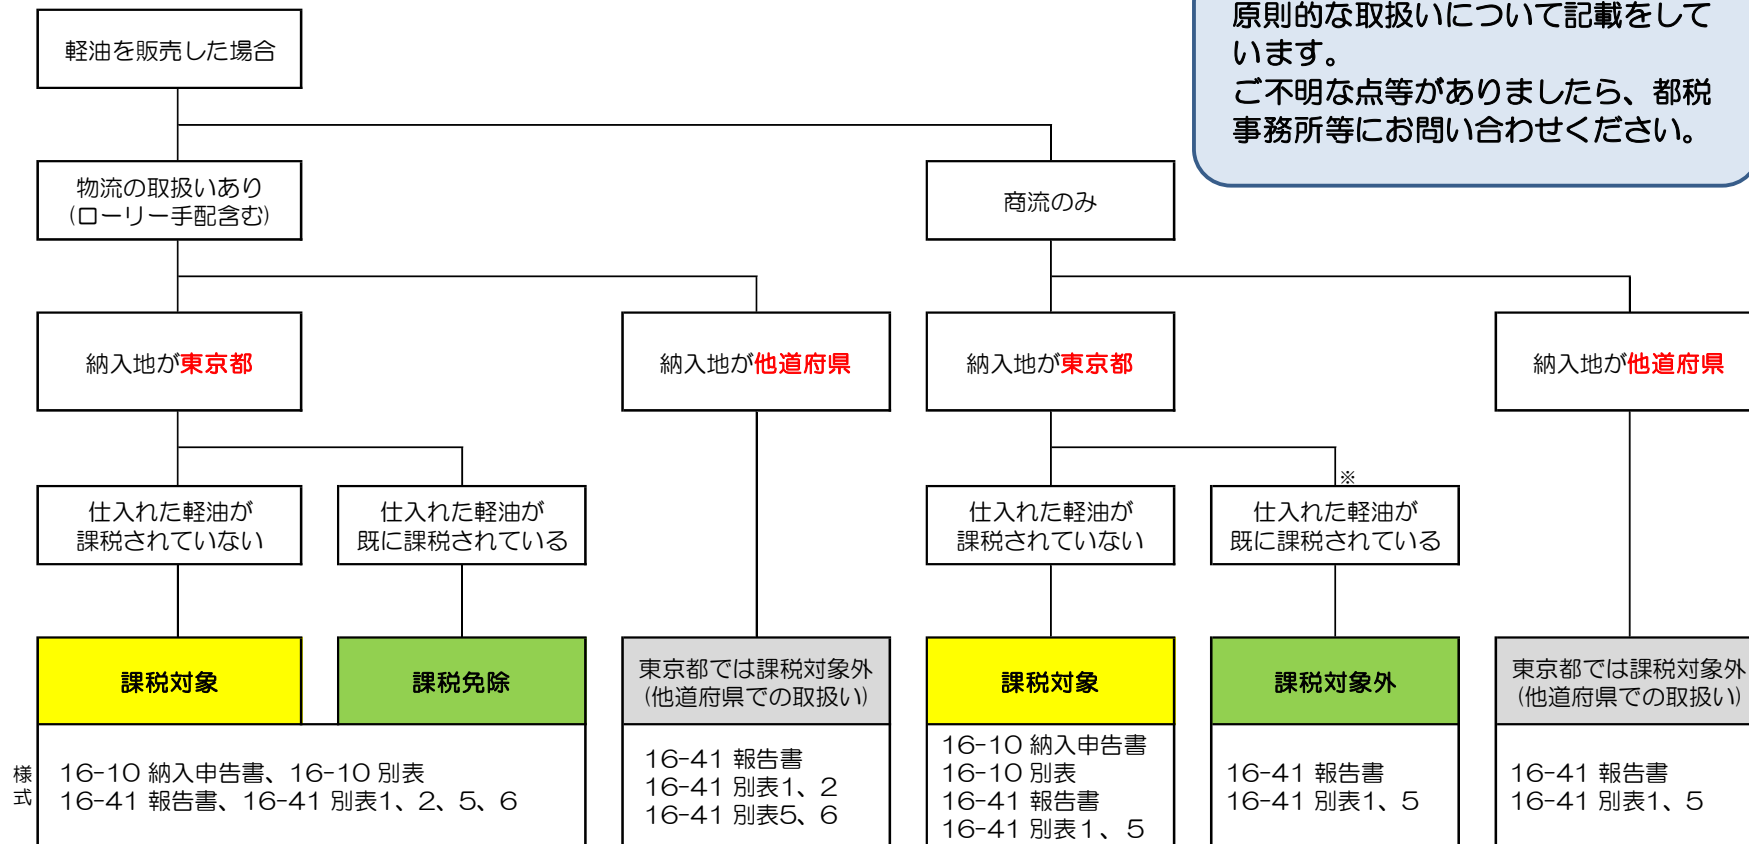 原則的な取扱いについて記載をして
います。
ご不明な点等がありましたら、都税
事務所等にお問い合わせください。
軽油を販売した場合
物流の取扱いあり
(ローリー手配含む)
商流のみ
納入地が東京都
納入地が他道府県
納入地が東京都
納入地が他道府県
仕入れた軽油が
課税されていない
仕入れた軽油が
既に課税されている
仕入れた軽油が
課税されていない
※
仕入れた軽油が
既に課税されている
課税対象
課税免除
東京都では課税対象外
(他道府県での取扱い)
課税対象
課税対象外
東京都では課税対象外
(他道府県での取扱い)
様式
16-10 納入申告書、16-10 別表
16-41 報告書、16-41 別表1、2、5、6
16-41 報告書
16-41 別表1、2
16-41 別表5、6
16-10 納入申告書
16-10 別表
16-41 報告書
16-41 別表1、5
16-41 報告書
16-41 別表1、5
16-41 報告書
16-41 別表1、5